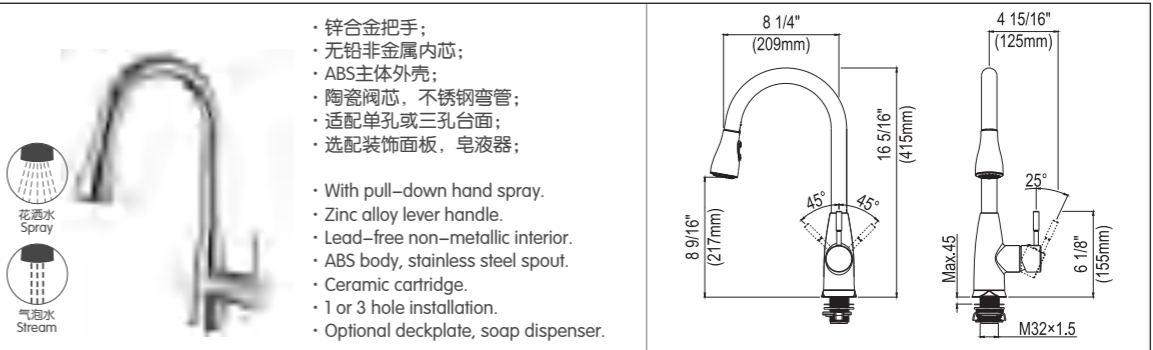 花洒水
Spray
气泡水
Stream
·锌合金把手；
·无铅非金属内芯；
·ABS主体外壳；
·陶瓷阀芯，不锈钢弯管；
·适配单孔或三孔台面；
·选配装饰面板，皂液器；
·With pull-down hand spray.
·Zinc alloy lever handle.
·Lead-free non-metallic interior.
·ABS body, stainless steel spout.
·Ceramic cartridge.
·1 or 3 hole installation.
·Optional deckplate, soap dispenser.
8 1/4"
(209mm)
16 5/16"
(415mm)
8 9/16"
(217mm)
45°
45°
4 15/16"
(125mm)
25°
Max.45
6 1/8"
(155mm)
M32×1.5